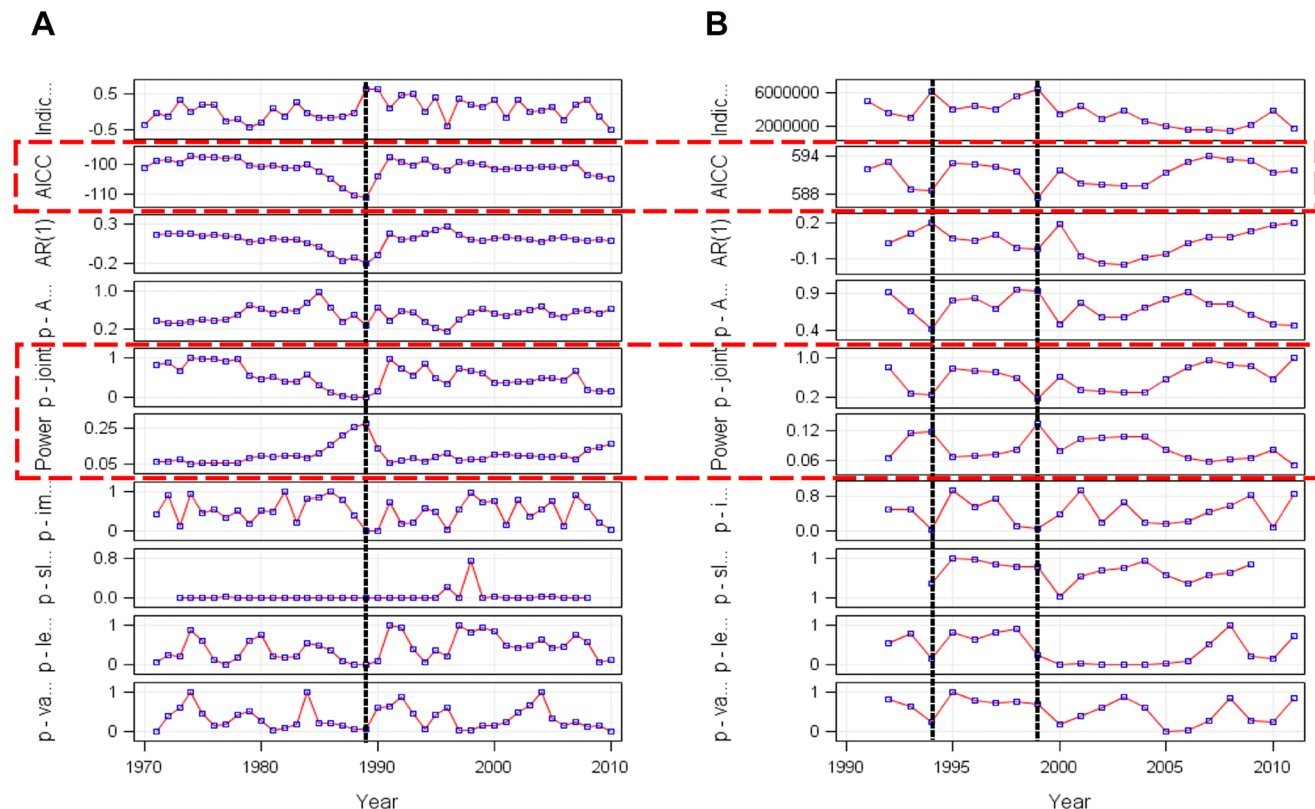 A
Indic...
0.5
-0.5
AICC
-100
-110
AR(1)
0.3
-0.2
p - A...
1.0
0.2
p - joint
1
0
Power
0.25
0.05
p - im...
1
0
p - sl...
0.8
0.0
p - le...
1
0
p - va...
1
0
1970 1980 1990 2000 2010
Year
B
Indic...
6000000
2000000
AICC
594
588
AR(1)
0.2
-0.1
p - A...
0.9
0.4
p - joint
1.0
0.2
Power
0.12
0.06
p - i...
0.8
0.0
p - sl...
1
1
p - le...
1
0
p - va...
1
0
1990 1995 2000 2005 2010
Year